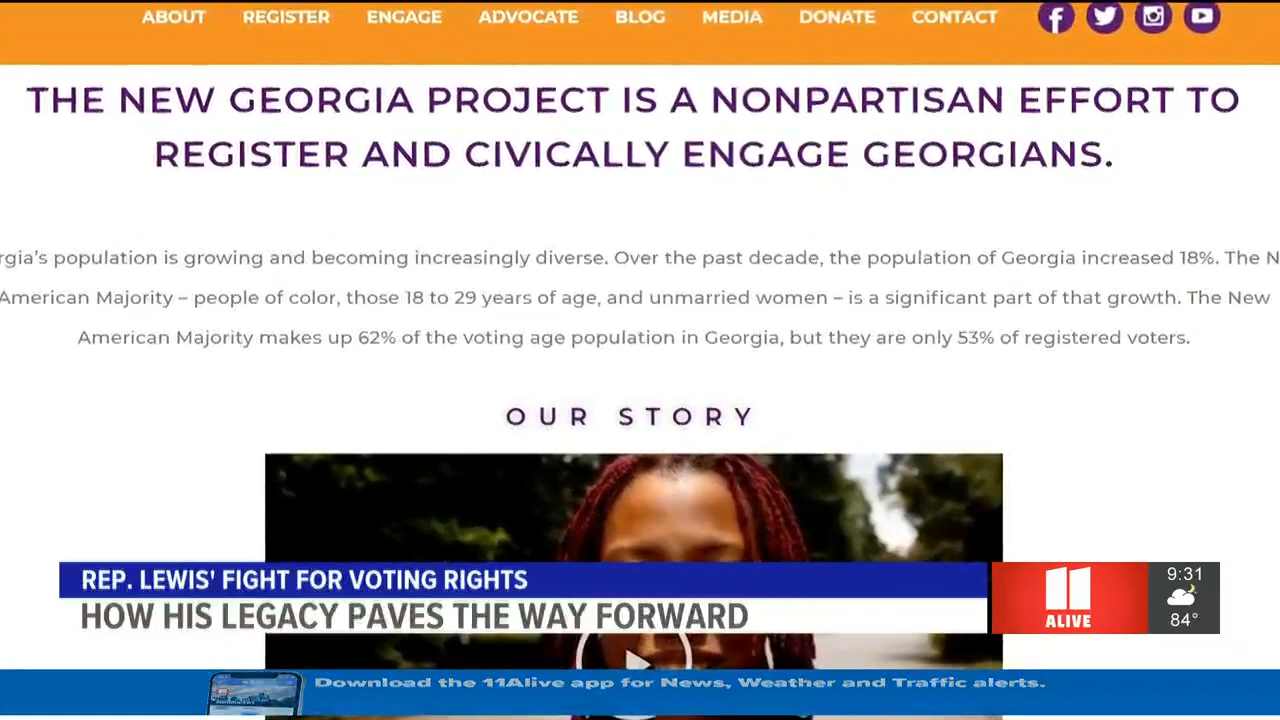 ABOUT REGISTER ENGAGE ADVOCATE BLOG MEDIA DONATE CONTACT
THE NEW GEORGIA PROJECT IS A NONPARTISAN EFFORT TO
REGISTER AND CIVICALLY ENGAGE GEORGIANS.
rgia's population is growing and becoming increasingly diverse. Over the past decade, the population of Georgia increased 18%. The N
American Majority – people of color, those 18 to 29 years of age, and unmarried women – is a significant part of that growth. The New
American Majority makes up 62% of the voting age population in Georgia, but they are only 53% of registered voters.
OUR STORY
REP. LEWIS' FIGHT FOR VOTING RIGHTS
HOW HIS LEGACY PAVES THE WAY FORWARD
11
ALIVE
9:31
84°
Download the 11Alive app for News, Weather and Traffic alerts.